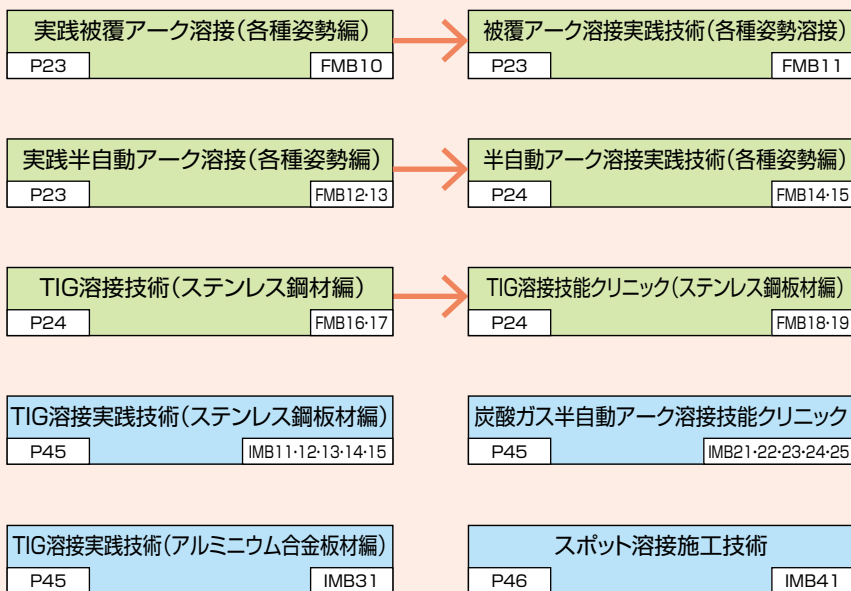 実践被覆アーク溶接(各種姿勢編)
P23 FMB10
被覆アーク溶接実践技術(各種姿勢溶接)
P23 FMB11
実践半自動アーク溶接(各種姿勢編)
P23 FMB12・13
半自動アーク溶接実践技術(各種姿勢編)
P24 FMB14・15
TIG溶接技術(ステンレス鋼材編)
P24 FMB16・17
TIG溶接技能クリニック(ステンレス鋼板材編)
P24 FMB18・19
TIG溶接実践技術(ステンレス鋼板材編)
P45 IMB11・12・13・14・15
炭酸ガス半自動アーク溶接技能クリニック
P45 IMB21・22・23・24・25
TIG溶接実践技術(アルミニウム合金板材編)
P45 IMB31
スポット溶接施工技術
P46 IMB41